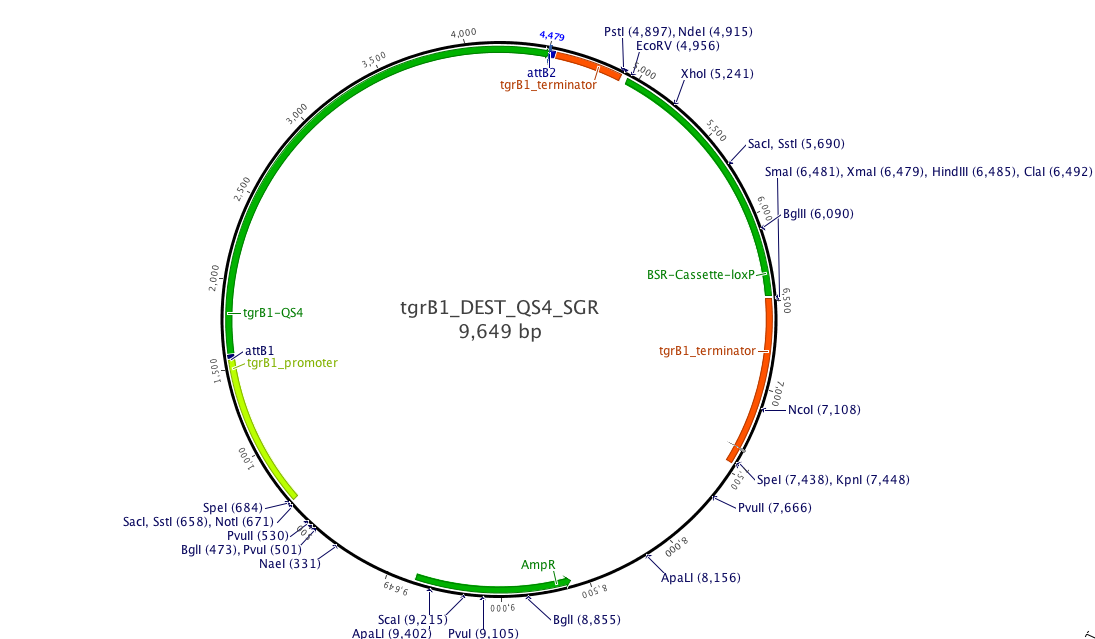 4,000
4,479
PstI (4,897), NdeI (4,915)
EcoRV (4,956)
3,500
attB2
5,000
XhoI (5,241)
tgrB1_terminator
3,000
5,500
SacI, SstI (5,690)
SmaI (6,481), XmaI (6,479), HindIII (6,485), ClaI (6,492)
2,500
6,000
BglII (6,090)
2,000
BSR-Cassette-loxP
6,500
tgrB1_DEST_QS4_SGR
tgrB1-QS4
9,649 bp
attB1
tgrB1_terminator
tgrB1_promoter
1,500
7,000
NcoI (7,108)
1,000
SpeI (7,438), KpnI (7,448)
SpeI (684)
PvuII (7,666)
SacI, SstI (658), NotI (671)
PvuII (530)
8,000
BglI (473), PvuI (501)
NaeI (331)
AmpR
ApaLI (8,156)
9,649
8,500
9,000
ScaI (9,215)
BglI (8,855)
ApaLI (9,402)
PvuI (9,105)